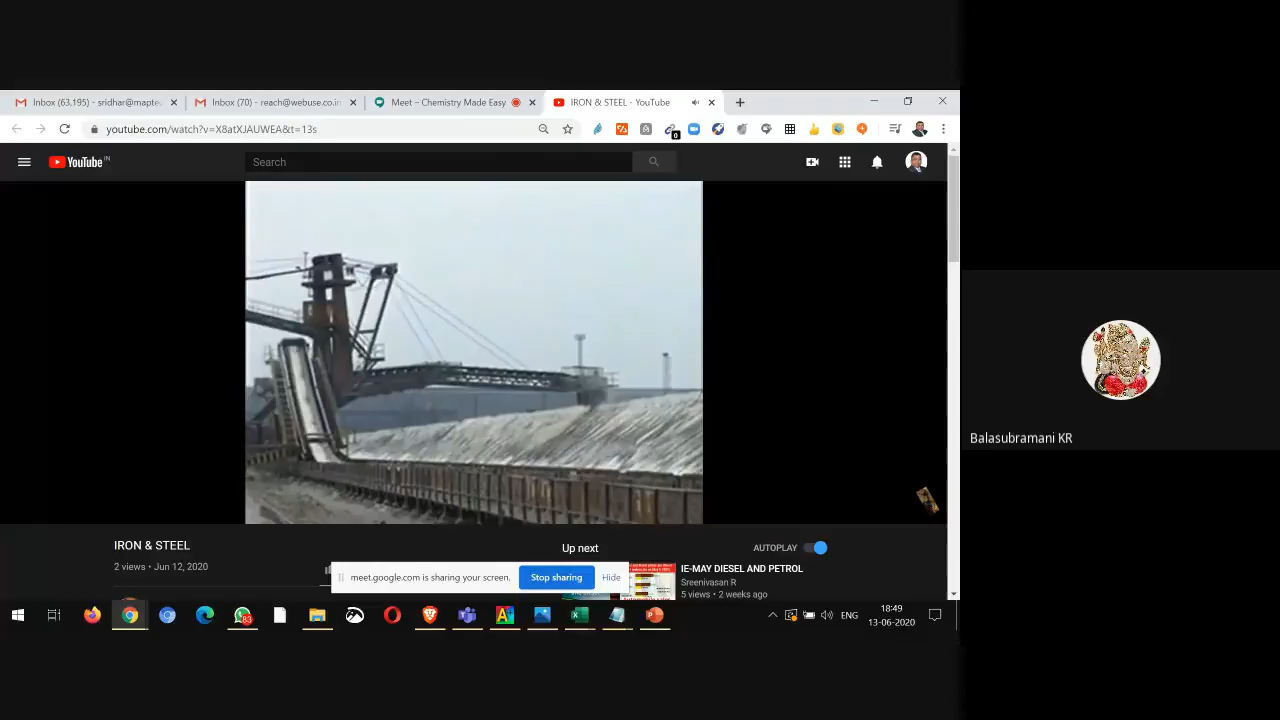 Inbox (63,195) - sridhar@mapte
Inbox (70) - reach@webuse.co.in
Meet – Chemistry Made Easy
IRON & STEEL - YouTube
youtube.com/watch?v=X8atXJAUWEA&t=13s
0
YouTube IN
Search
Balasubramani KR
IRON & STEEL
2 views • Jun 12, 2020
Up next
AUTOPLAY
meet.google.com is sharing your screen.
Stop sharing
Hide
IE-MAY DIESEL AND PETROL
Sreenivasan R
5 views • 2 weeks ago
83
ENG
18:49
13-06-2020